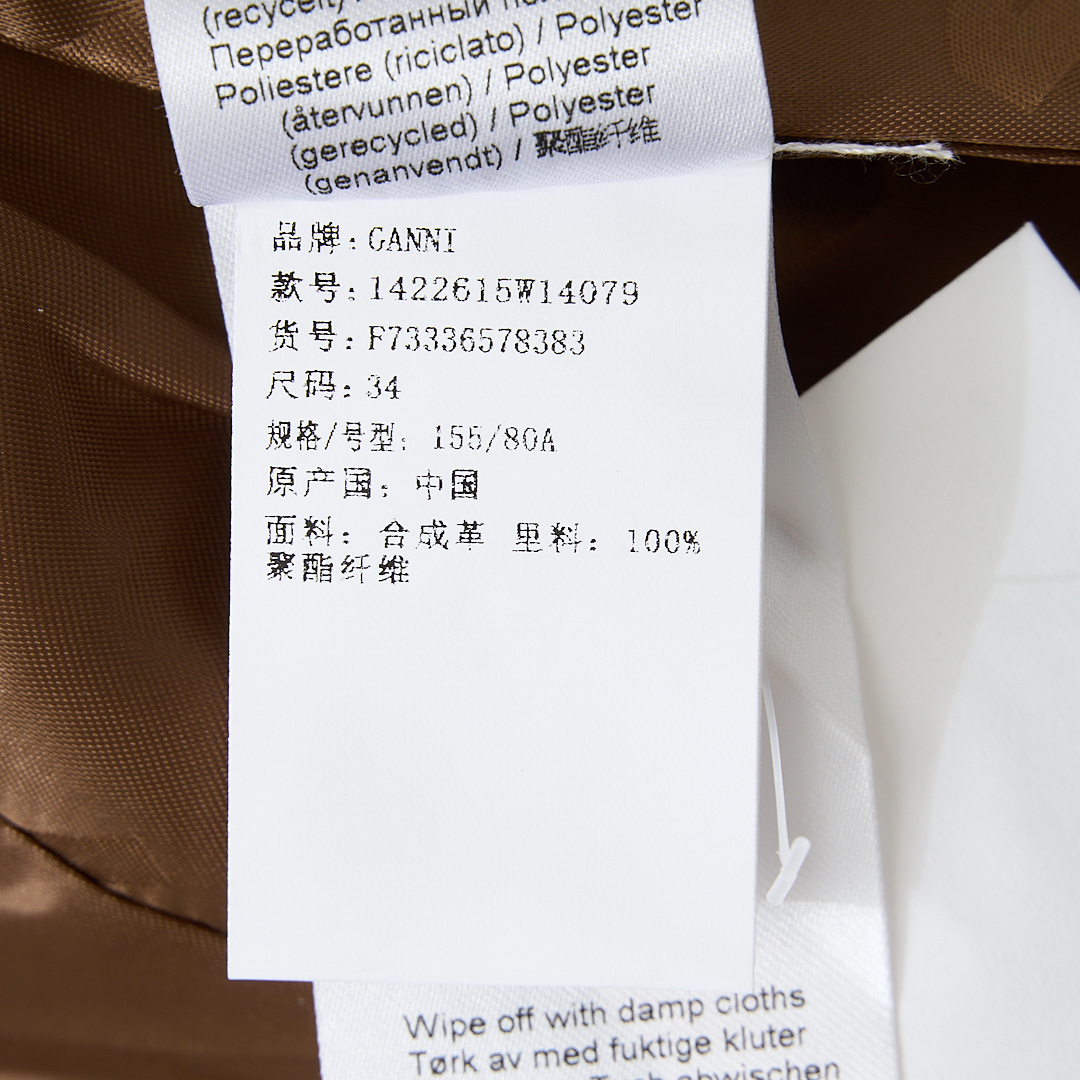 (recycelt)
Переработанный
Poliestere (riciclato) / Polyester
(återvunnen) / Polyester
(gerecycled) / Polyester
(genanvendt) / 聚酯纤维
品牌: GANNI
款号: 1422615W14079
货号: F73336578383
尺码: 34
规格/号型: 155/80A
原产国: 中国
面料: 合成革 里料: 100%
聚酯纤维
Wipe off with damp cloths
Tørk av med fuktige kluter
Tuch abwischen